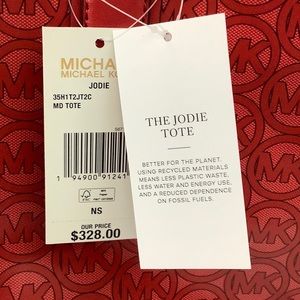 MICHA
MICHAEL KO
JODIE
35H1T2JT2C
MD TOTE
1 94900 91241
NS
OUR PRICE
$328.00
THE JODIE
TOTE
BETTER FOR THE PLANET.
USING RECYCLED MATERIALS
MEANS LESS PLASTIC WASTE,
LESS WATER AND ENERGY USE,
AND A REDUCED DEPENDENCE
ON FOSSIL FUELS.